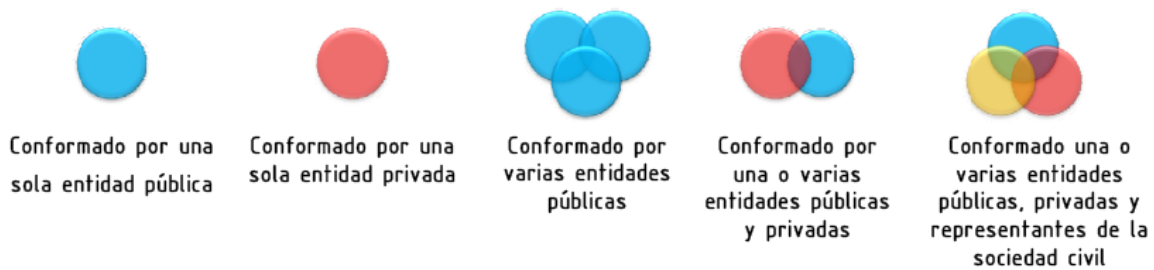 Conformado por una
sola entidad pública
Conformado por una
sola entidad privada
Conformado por
varias entidades
públicas
Conformado por
una o varias
entidades públicas
y privadas
Conformado una o
varias entidades
públicas, privadas y
representantes de la
sociedad civil